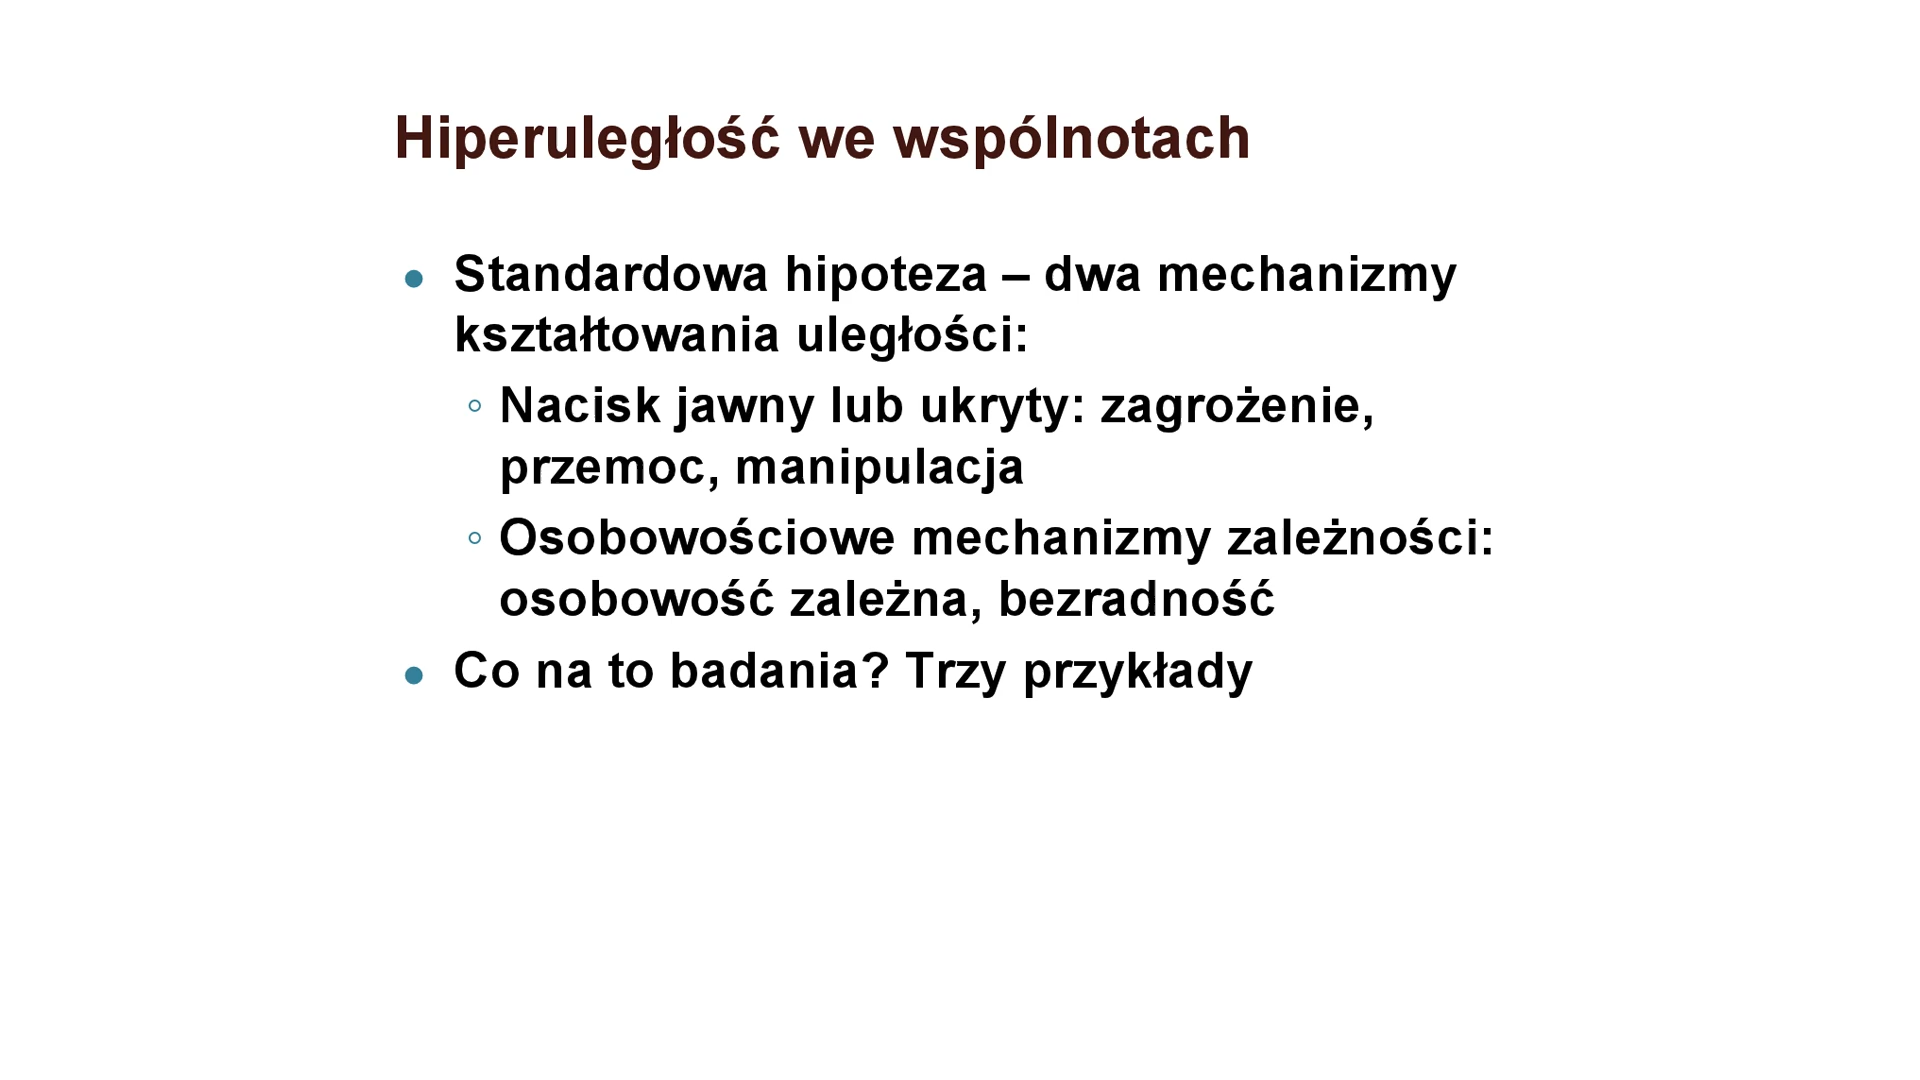 Hiperuległość we wspólnotach
● Standardowa hipoteza – dwa mechanizmy
kształtowania uległości:
◦ Nacisk jawny lub ukryty: zagrożenie,
przemoc, manipulacja
◦ Osobowościowe mechanizmy zależności:
osobowość zależna, bezradność
● Co na to badania? Trzy przykłady